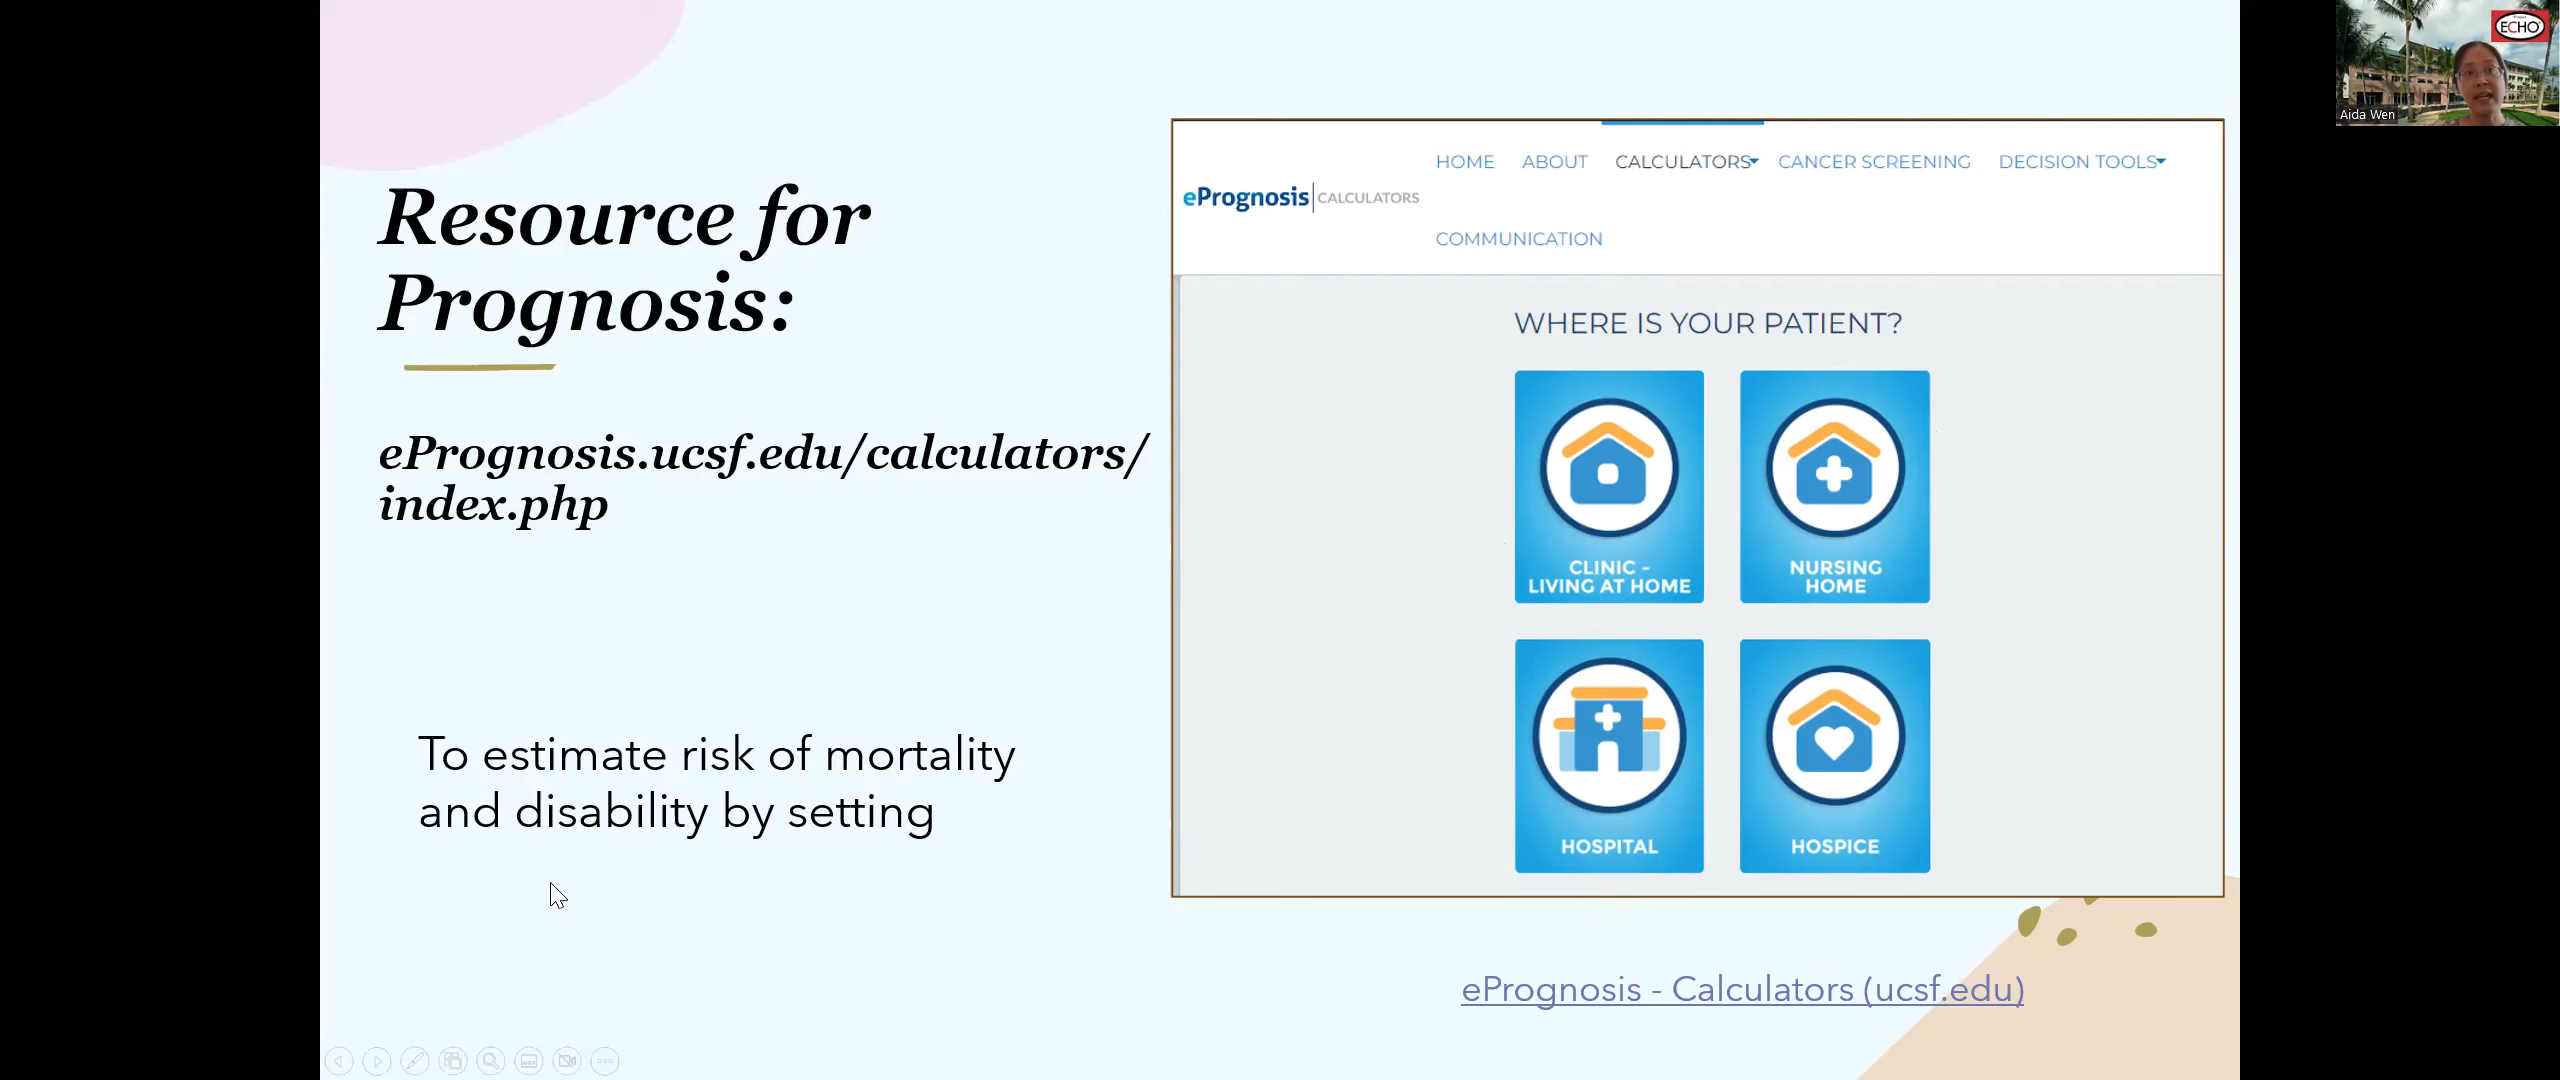 Resource for
Prognosis:
ePrognosis.ucsf.edu/calculators/
index.php
To estimate risk of mortality
and disability by setting
HOME ABOUT CALCULATORS CANCER SCREENING DECISION TOOLS
ePrognosis CALCULATORS
COMMUNICATION
WHERE IS YOUR PATIENT?
CLINIC -
LIVING AT HOME
NURSING
HOME
HOSPITAL
HOSPICE
ePrognosis - Calculators (ucsf.edu)
ECHO
Aida Wen